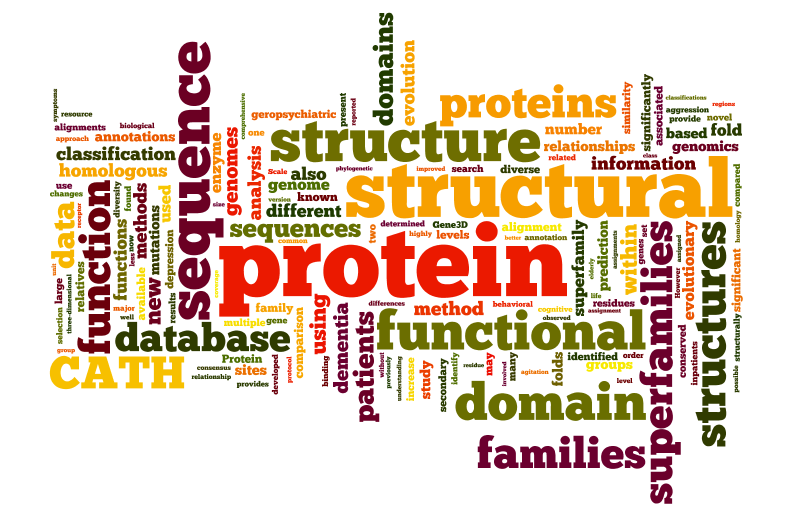 symptoms
resource
alignments
biological
approach
annotations
classification
homologous
sequence
comprehensive
geropsychiatric
one
enzyme
genomes
analysis
size
present
reported
domains
evolution
structure
phylogenetic
improved
search
diverse
Scale
also
genome
version
known
different
proteins
similarity
number
relationships
related
class
information
significantly
associated
classifications
aggression
regions
provide
novel
based
fold
genomics
structural
use
changes
receptor
data
function
diversity
functions
found
less
now
methods
new
mutations
available
used
depression
results
relatives
large
unit
three-dimensional
selection
major
well
group
sequences
common
coverage
two
determined
highly
Gene3D
levels
alignment
better
annotation
protein
superfamily
elderly
life
prediction
assignments
within
genes
set
residues
assignment
superfamilies
However
assigned
evolutionary
structures
significant
homology
compared
possible
structurally
conserved
inpatients
database
CATH
family
multiple
gene
comparison
using
Protein
sites
consensus
relationship
provides
developed
protocol
binding
dementia
patients
differences
method
behavioral
cognitive
observed
functional
without
previously
understanding
increase
study
secondary
identify
residue
may
involved
many
agitation
folds
identified
order
groups
level
domain
families